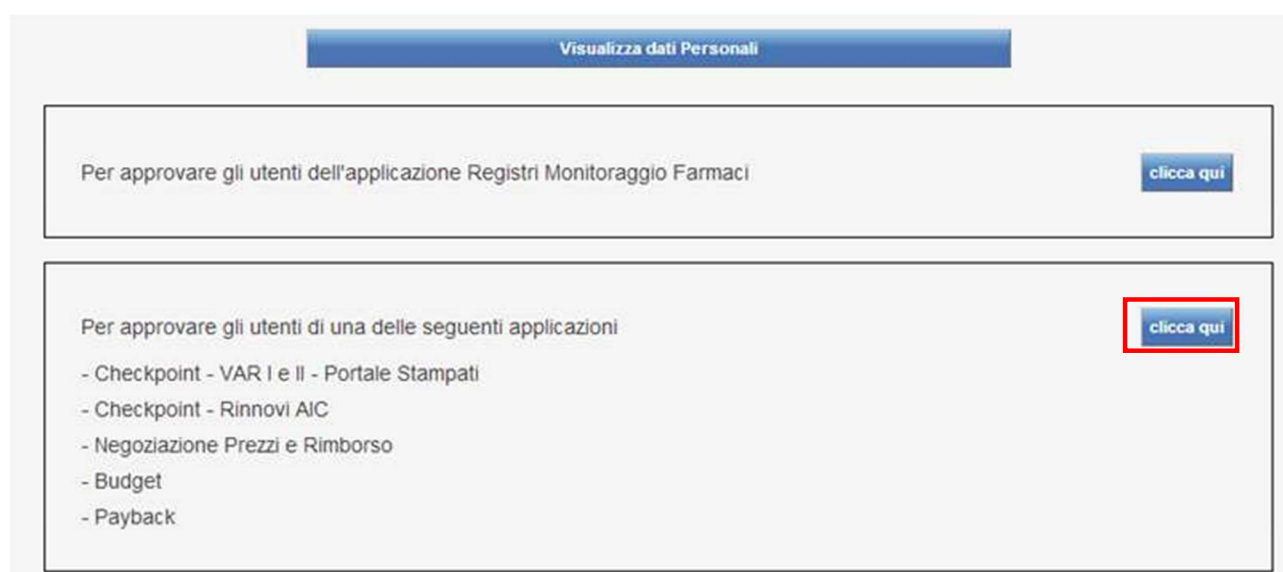 Visualizza dati Personali
Per approvare gli utenti dell'applicazione Registri Monitoraggio Farmaci
clicca qui
Per approvare gli utenti di una delle seguenti applicazioni
clicca qui
- Checkpoint - VAR I e II - Portale Stampati
- Checkpoint - Rinnovi AIC
- Negoziazione Prezzi e Rimborso
- Budget
- Payback